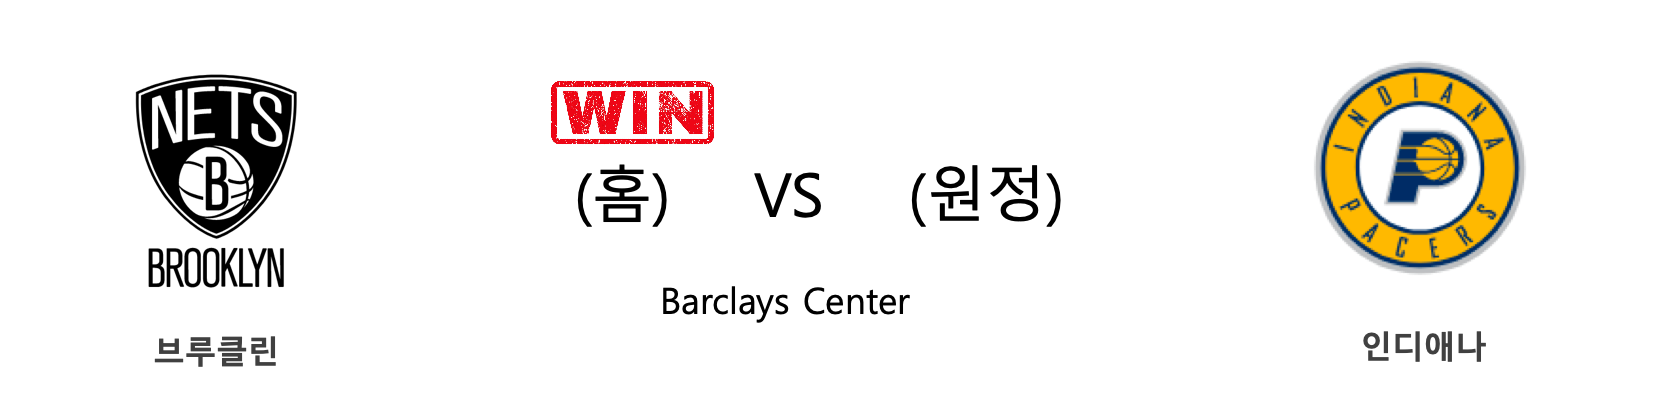 NETS
B
BROOKLYN
브루클린
WIN
(홈) VS (원정)
Barclays Center
INDIANA
P
PACERS
인디애나